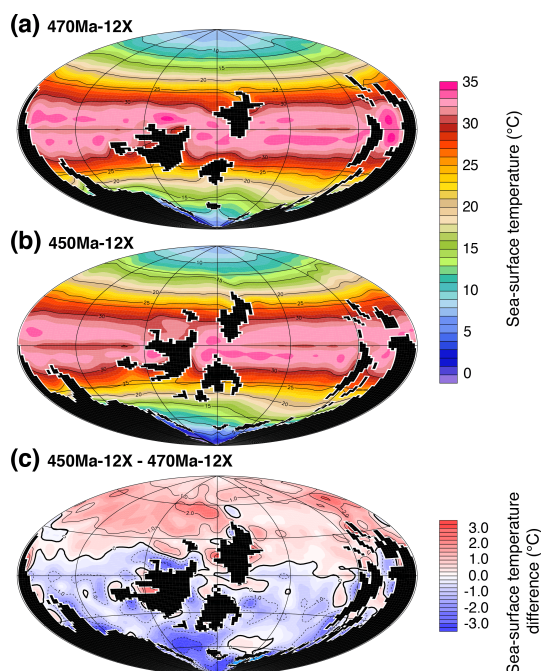 (a) 470Ma-12X
35
30
25
20
15
10
5
0
Sea-surface temperature (°C)
(b) 450Ma-12X
(c) 450Ma-12X - 470Ma-12X
3.0
2.0
1.0
0.0
-1.0
-2.0
-3.0
Sea-surface temperature
difference (°C)